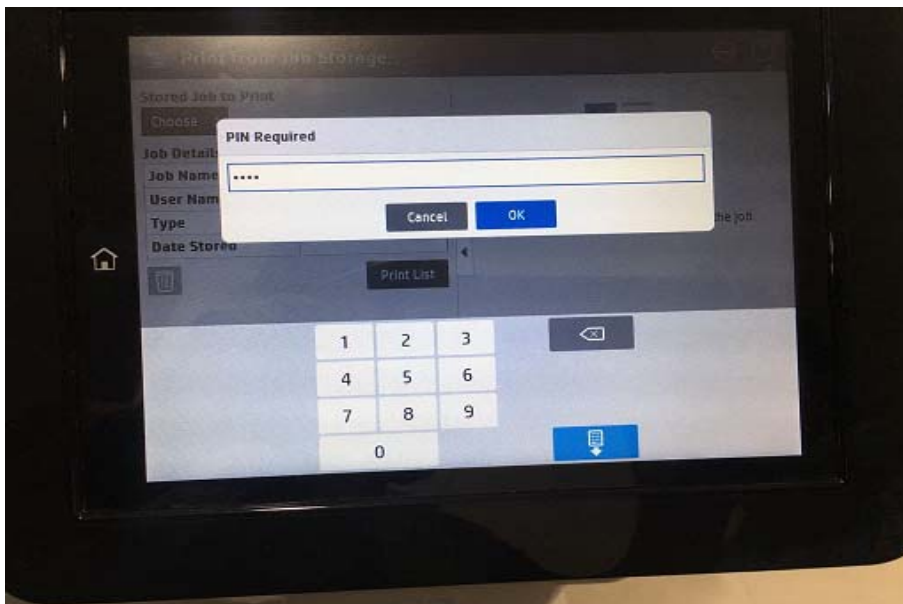 Print from Job Storage
Stored Job to Print
Choose
PIN Required
Job Details
Job Name
••••
User Name
Cancel
OK
Type
the job.
Date Stored
Print List
1 2 3
4 5 6
7 8 9
0